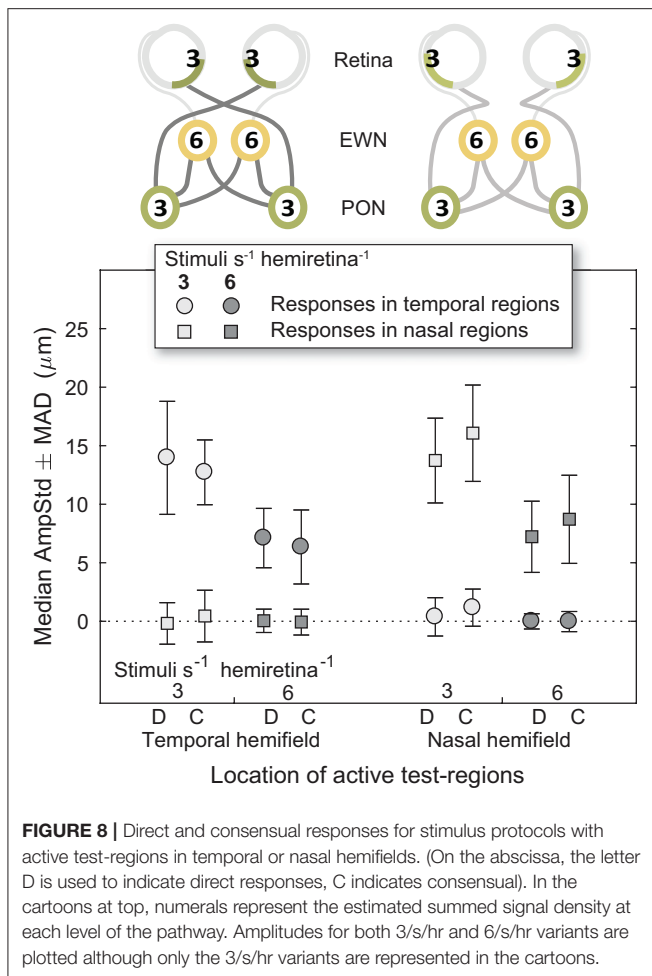 3 3 Retina 3 3
6 6 EWN 6 6
3 3 PON 3 3
Stimuli s⁻¹ hemiretina⁻¹
3 6
Responses in temporal regions
Responses in nasal regions
Median AmpStd ± MAD (μm)
25
20
15
10
5
0
Stimuli s⁻¹ hemiretina⁻¹
3 6 3 6
D C D C D C D C
Temporal hemifield Nasal hemifield
Location of active test-regions
FIGURE 8 | Direct and consensual responses for stimulus protocols with
active test-regions in temporal or nasal hemifields. (On the abscissa, the letter
D is used to indicate direct responses, C indicates consensual). In the
cartoons at top, numerals represent the estimated summed signal density at
each level of the pathway. Amplitudes for both 3/s/hr and 6/s/hr variants are
plotted although only the 3/s/hr variants are represented in the cartoons.